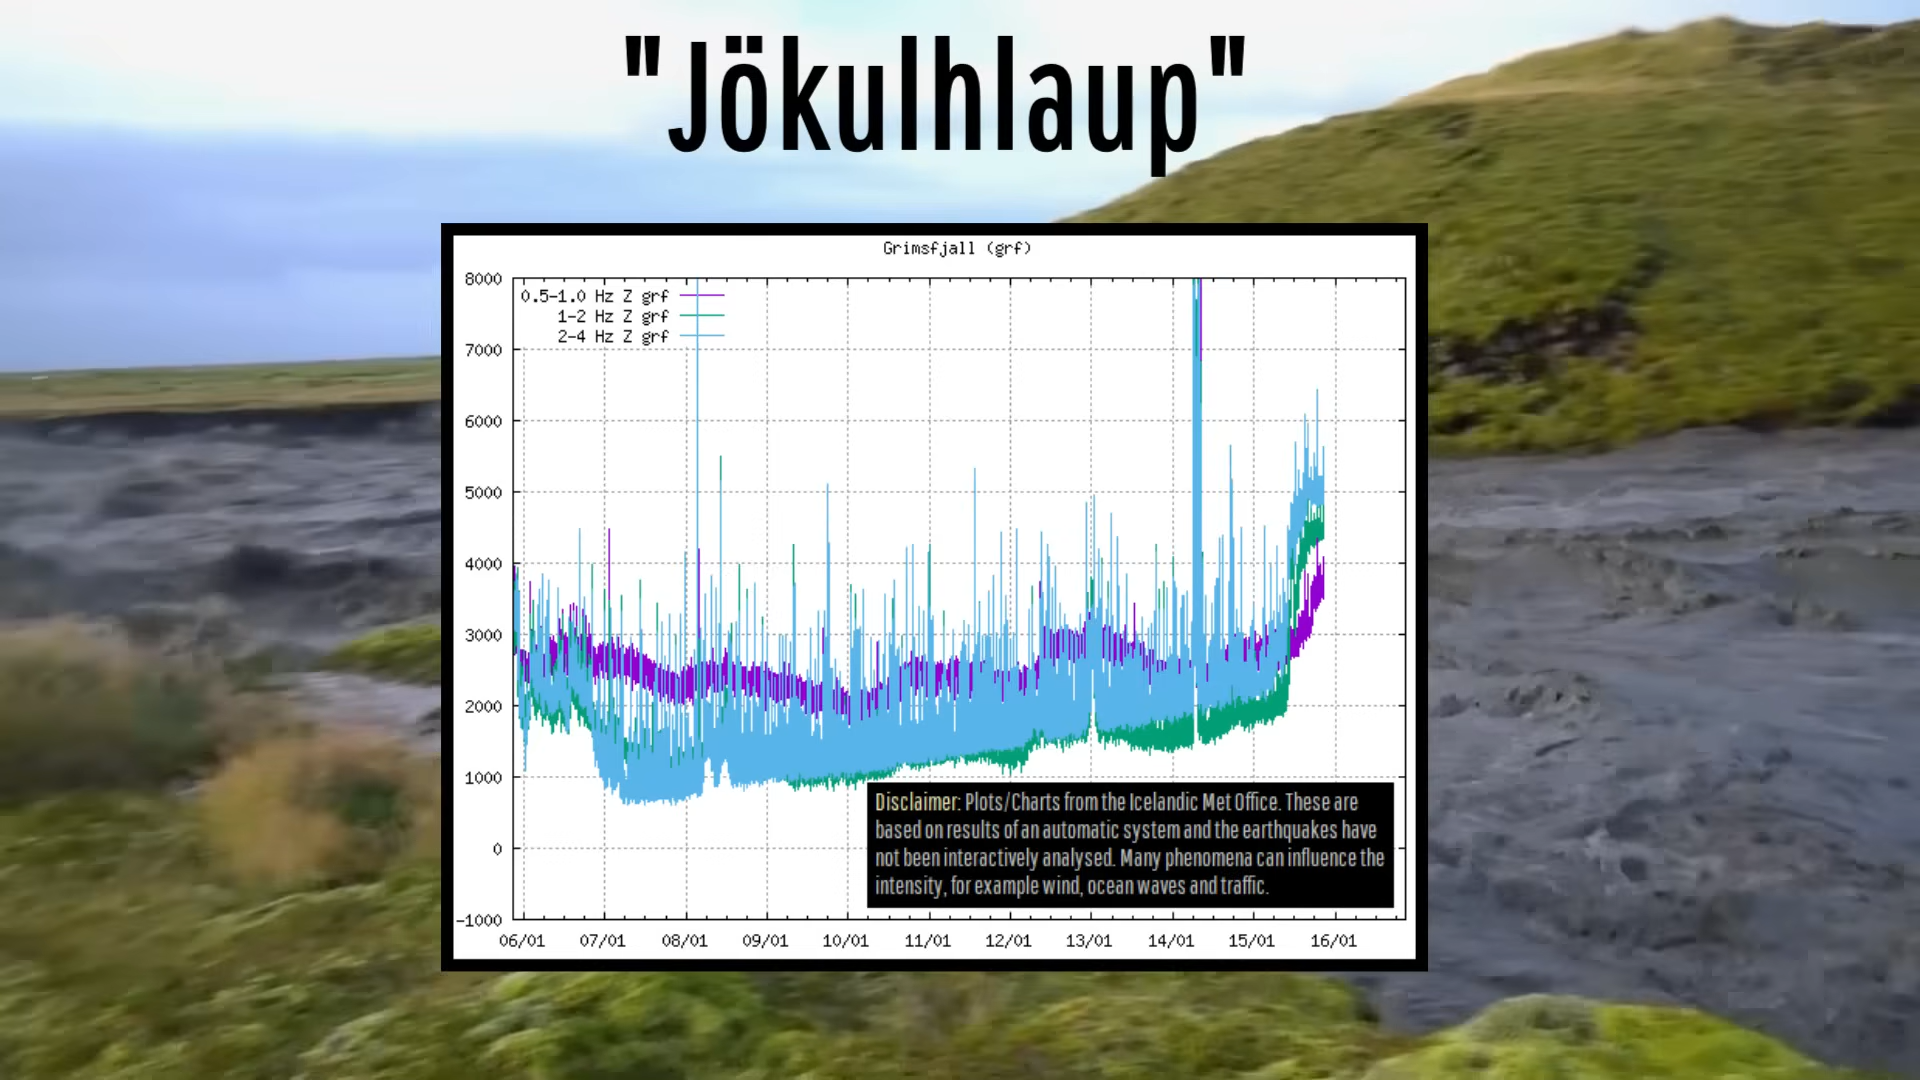 "Jökulhlaup"
Grimsfjall (grf)
8000
0.5-1.0 Hz Z grf
1-2 Hz Z grf
2-4 Hz Z grf
7000
6000
5000
4000
3000
2000
1000
0
-1000
Disclaimer: Plots/Charts from the Icelandic Met Office. These are
based on results of an automatic system and the earthquakes have
not been interactively analysed. Many phenomena can influence the
intensity, for example wind, ocean waves and traffic.
06/01 07/01 08/01 09/01 10/01 11/01 12/01 13/01 14/01 15/01 16/01